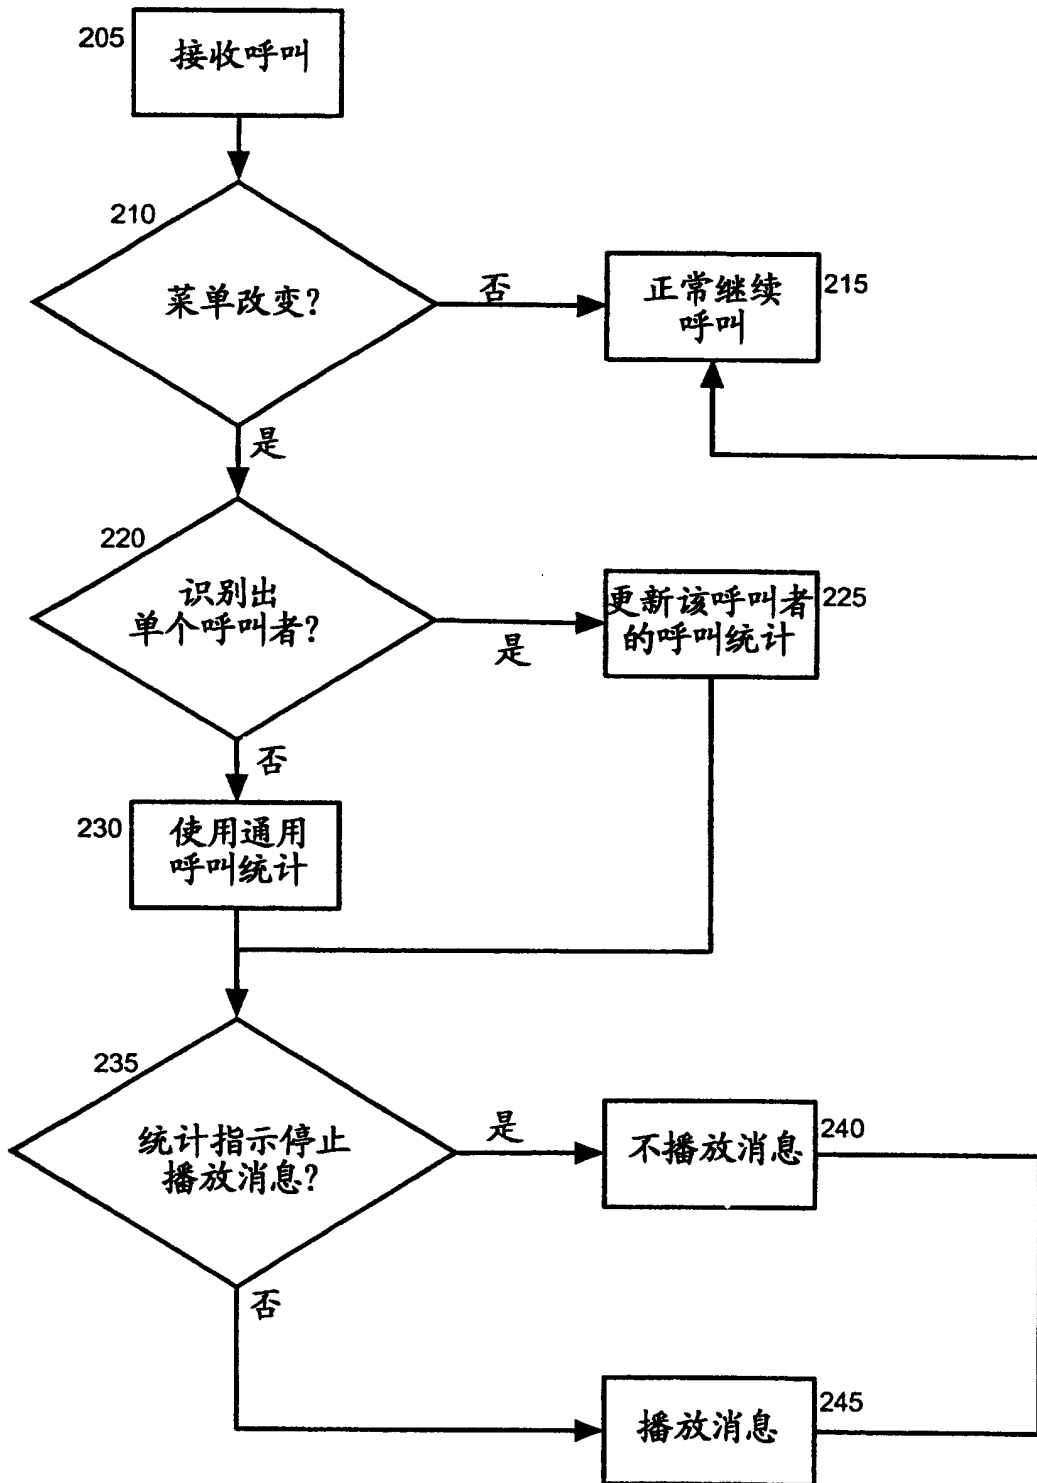 205
接收呼叫
210
菜单改变?
否
正常继续
呼叫
215
是
220
识别出
单个呼叫者?
是
更新该呼叫者
的呼叫统计
225
否
230
使用通用
呼叫统计
235
统计指示停止
播放消息?
是
不播放消息
240
否
播放消息
245